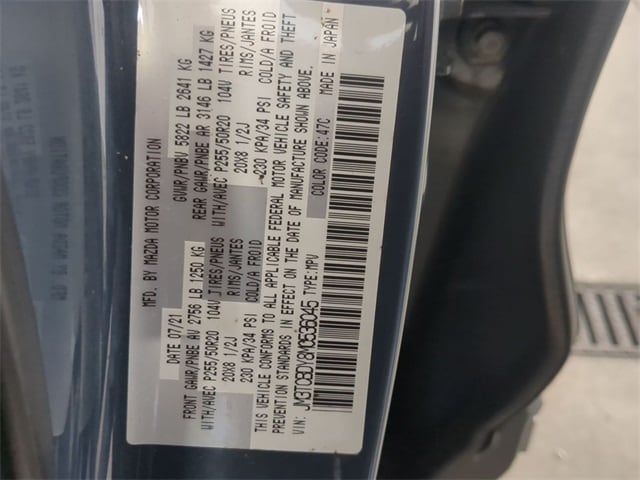 MFD. BY MAZDA MOTOR CORPORATION
DATE 07/21 GVWR/PNBV 5822 LB 2641 KG
FRONT GAWR/PNBE AV 2756 LB 1250 KG REAR GAWR/PNBE AR 3146 LB 1427 KG
WITH/AVEC P255/50R20 104V TIRES/PNEUS WITH/AVEC P255/50R20 104V TIRES/PNEUS
20X8 1/2J RIMS/JANTES 20X8 1/2J RIMS/JANTES
230 KPA/34 PSI COLD/A FROID 230 KPA/34 PSI COLD/A FROID
THIS VEHICLE CONFORMS TO ALL APPLICABLE FEDERAL MOTOR VEHICLE SAFETY AND THEFT
PREVENTION STANDARDS IN EFFECT ON THE DATE OF MANUFACTURE SHOWN ABOVE.
VIN: JM3TCBDY8M0536045 TYPE:MPV COLOR CODE:47C MADE IN JAPAN